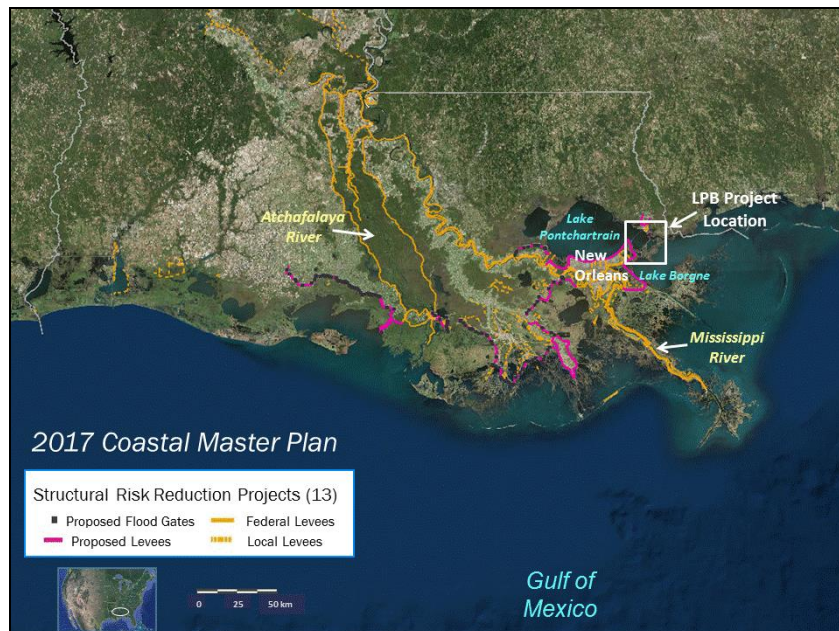 LPB Project
Location
Lake
Pontchartrain
Atchafalaya
River
New
Orleans
Lake Borgne
Mississippi
River
2017 Coastal Master Plan
Structural Risk Reduction Projects (13)
Proposed Flood Gates
Federal Levees
Proposed Levees
Local Levees
0 25 50 km
Gulf of
Mexico